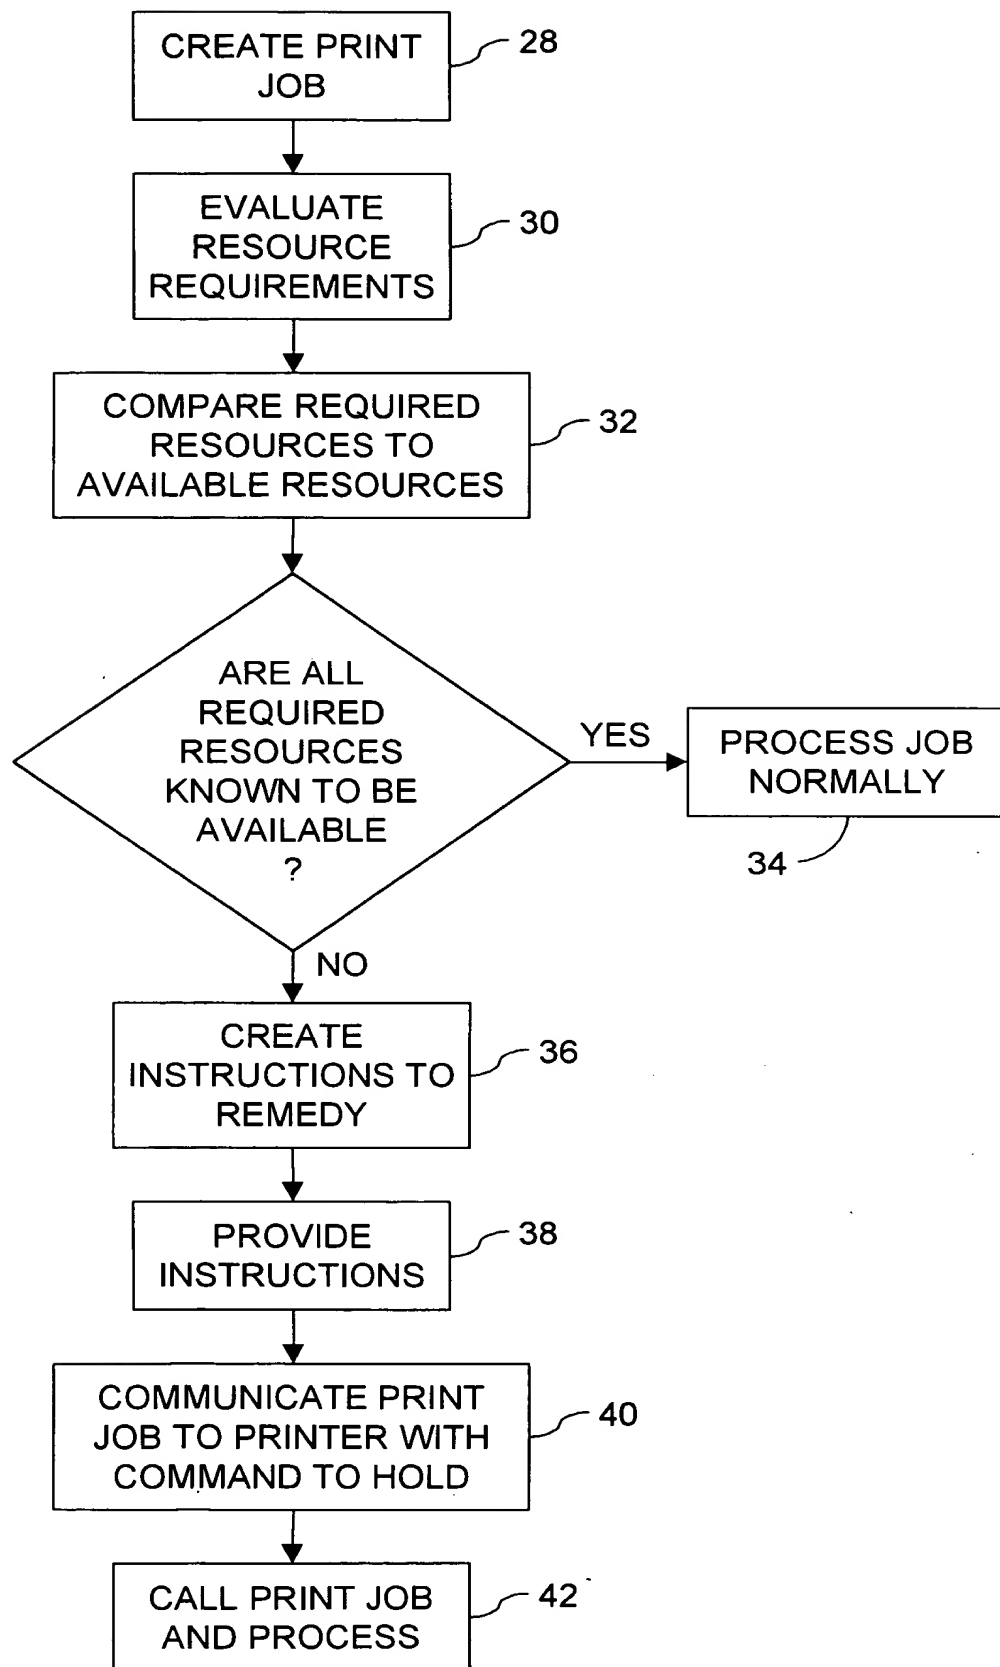 CREATE PRINT
JOB
28
EVALUATE
RESOURCE
REQUIREMENTS
30
COMPARE REQUIRED
RESOURCES TO
AVAILABLE RESOURCES
32
ARE ALL
REQUIRED
RESOURCES
KNOWN TO BE
AVAILABLE
?
YES
PROCESS JOB
NORMALLY
34
NO
CREATE
INSTRUCTIONS TO
REMEDY
36
PROVIDE
INSTRUCTIONS
38
COMMUNICATE PRINT
JOB TO PRINTER WITH
COMMAND TO HOLD
40
CALL PRINT JOB
AND PROCESS
42